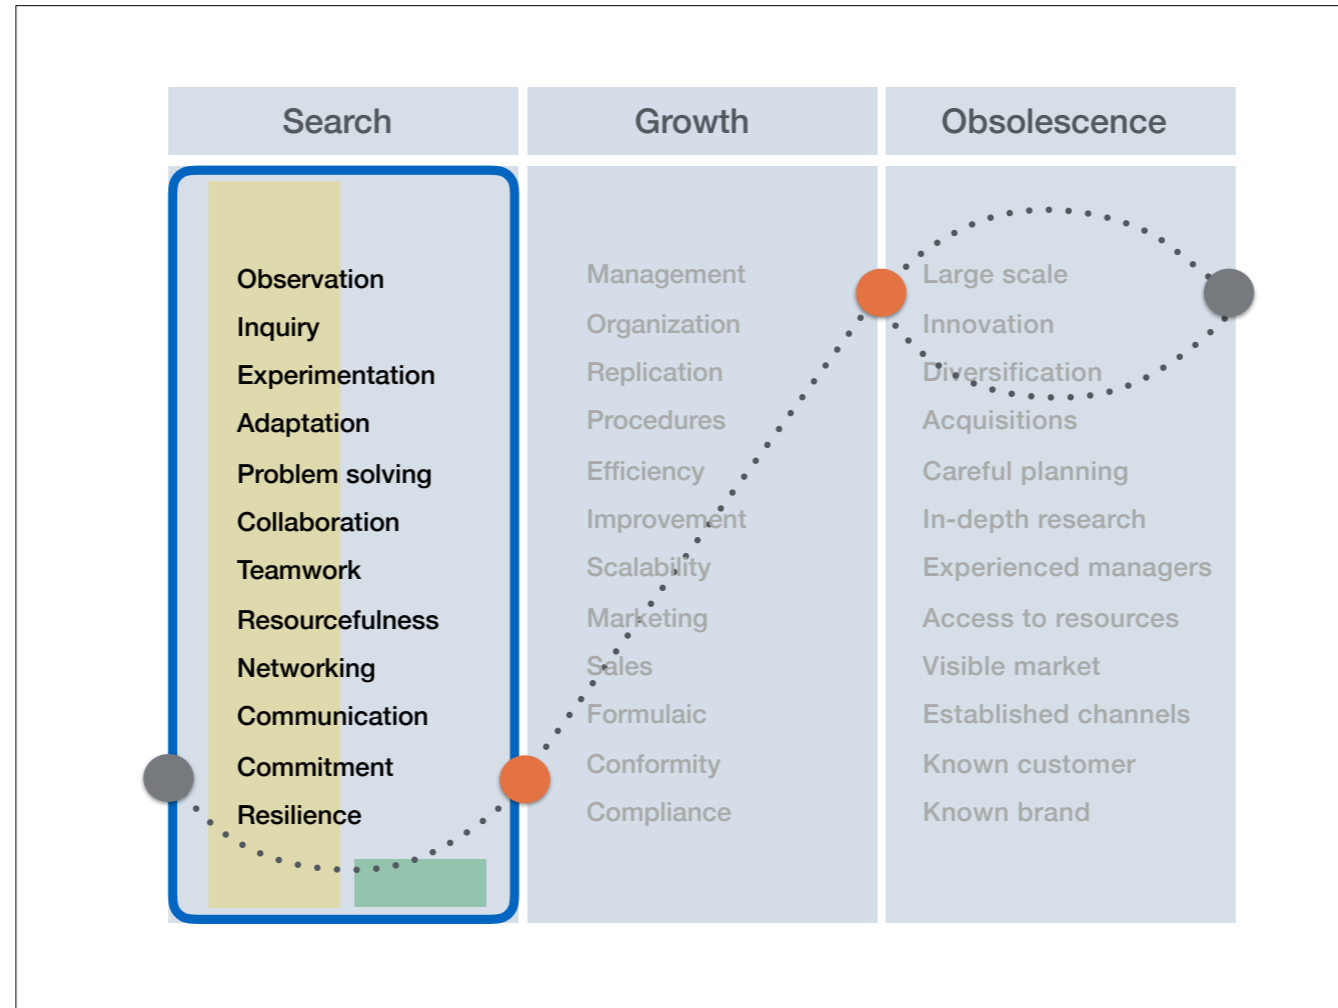 Search
Growth
Obsolescence
Observation
Inquiry
Experimentation
Adaptation
Problem solving
Collaboration
Teamwork
Resourcefulness
Networking
Communication
Commitment
Resilience
Management
Organization
Replication
Procedures
Efficiency
Improvement
Scalability
Marketing
Sales
Formulaic
Conformity
Compliance
Large scale
Innovation
Diversification
Acquisitions
Careful planning
In-depth research
Experienced managers
Access to resources
Visible market
Established channels
Known customer
Known brand